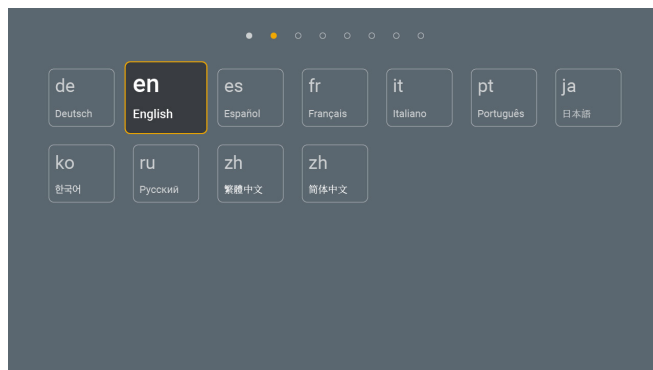 de
Deutsch
en
English
es
Español
fr
Français
it
Italiano
pt
Português
ja
日本語
ko
한국어
ru
Русский
zh
繁體中文
zh
简体中文